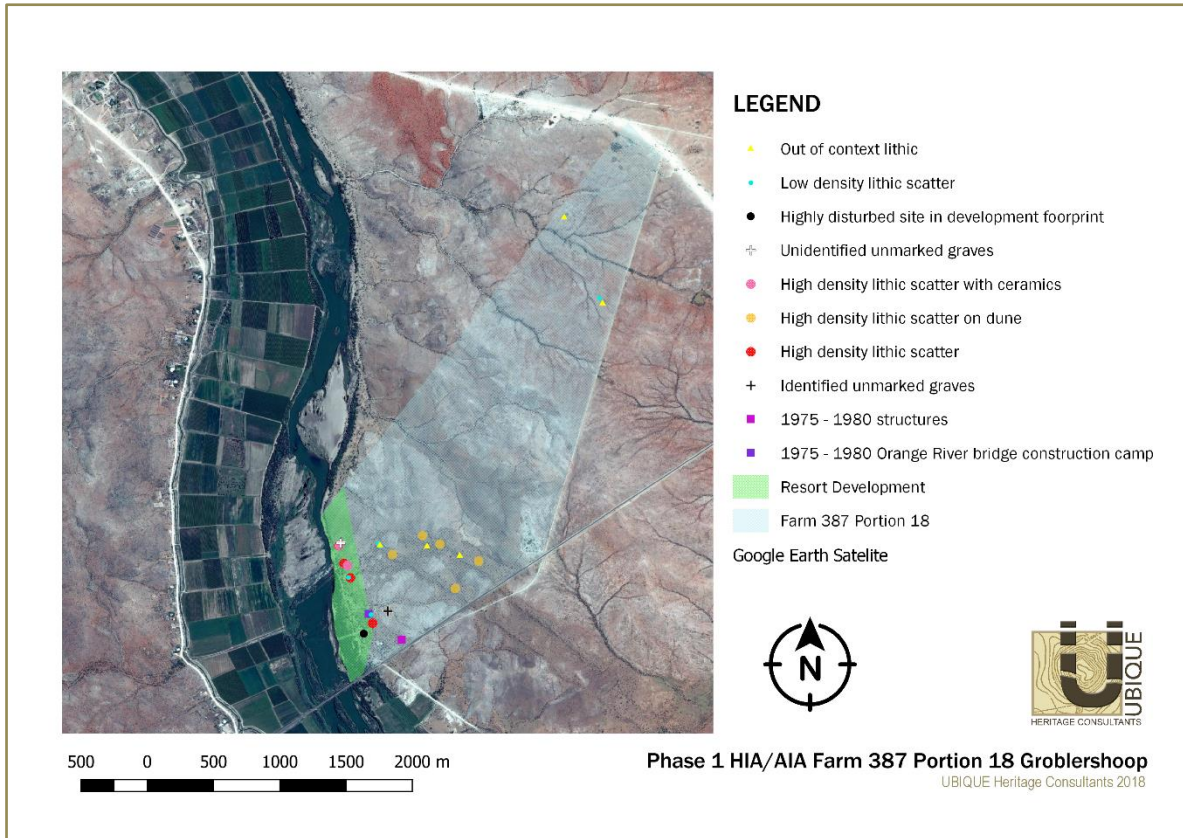 LEGEND
Out of context lithic
Low density lithic scatter
Highly disturbed site in development foorprint
Unidentified unmarked graves
High density lithic scatter with ceramics
High density lithic scatter on dune
High density lithic scatter
Identified unmarked graves
1975 - 1980 structures
1975 - 1980 Orange River bridge construction camp
Resort Development
Farm 387 Portion 18
Google Earth Satelite
N
U
UBIQUE
HERITAGE CONSULTANTS
500 0 500 1000 1500 2000 m
Phase 1 HIA/AIA Farm 387 Portion 18 Groblershoop
UBIQUE Heritage Consultants 2018